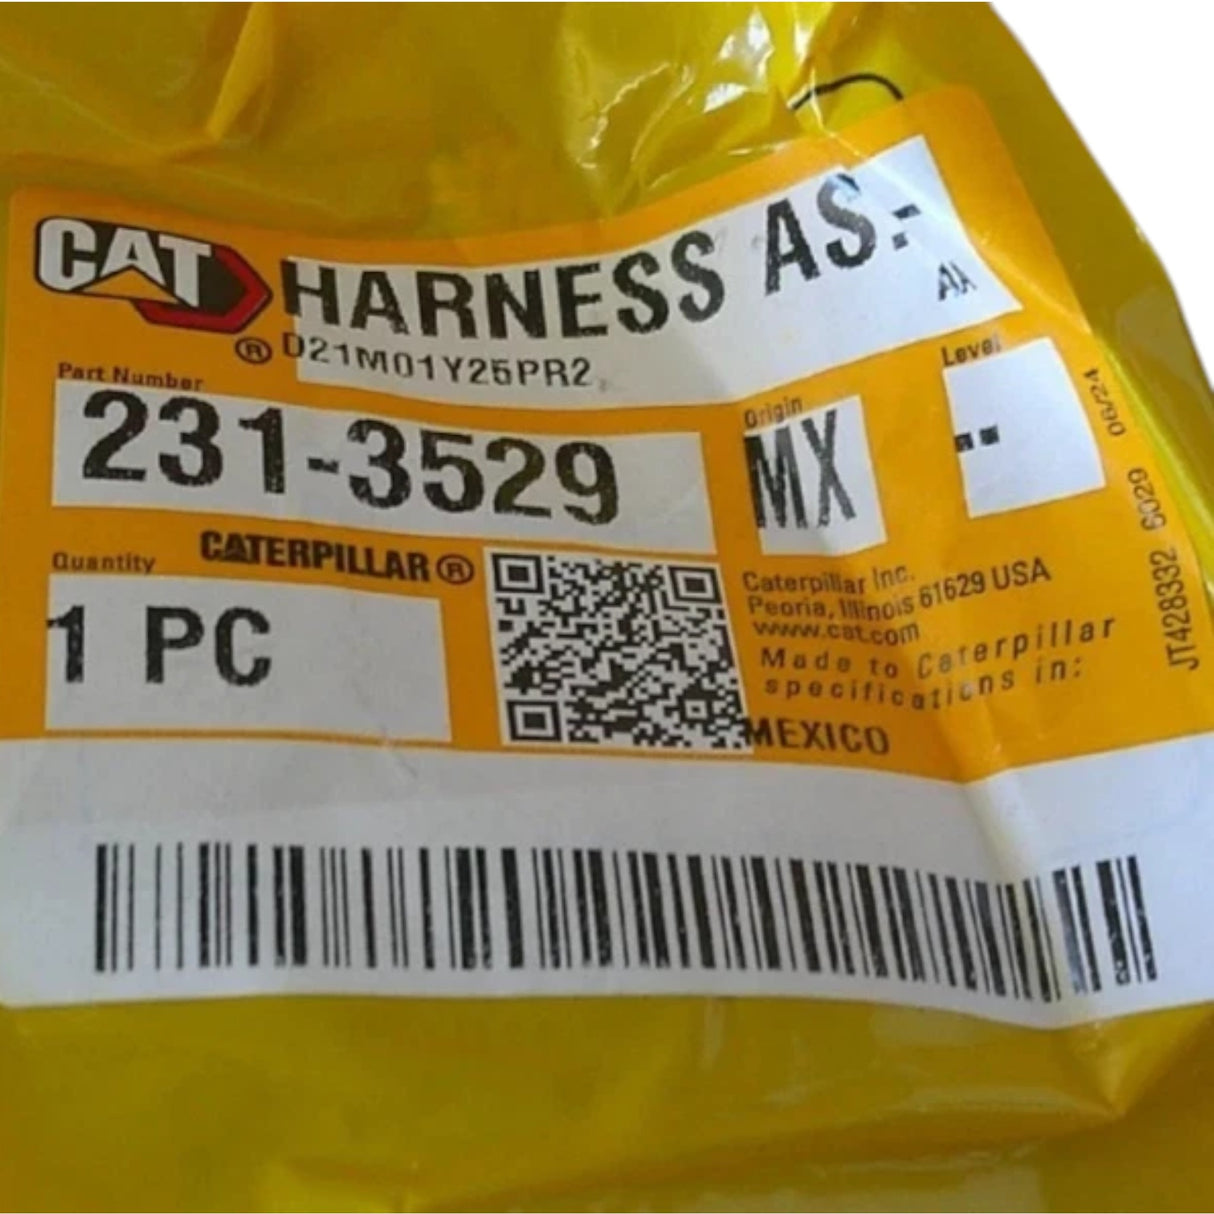 CAT
HARNESS AS.-
AA
® D21M01Y25PR2
Part Number
231-3529
Origin
MX
Level
--
Quantity
1 PC
CATERPILLAR®
Caterpillar Inc.
Peoria, Illinois 61629 USA
www.cat.com
Made to Caterpillar
specifications in:
MEXICO
JT428332 6029 06/24